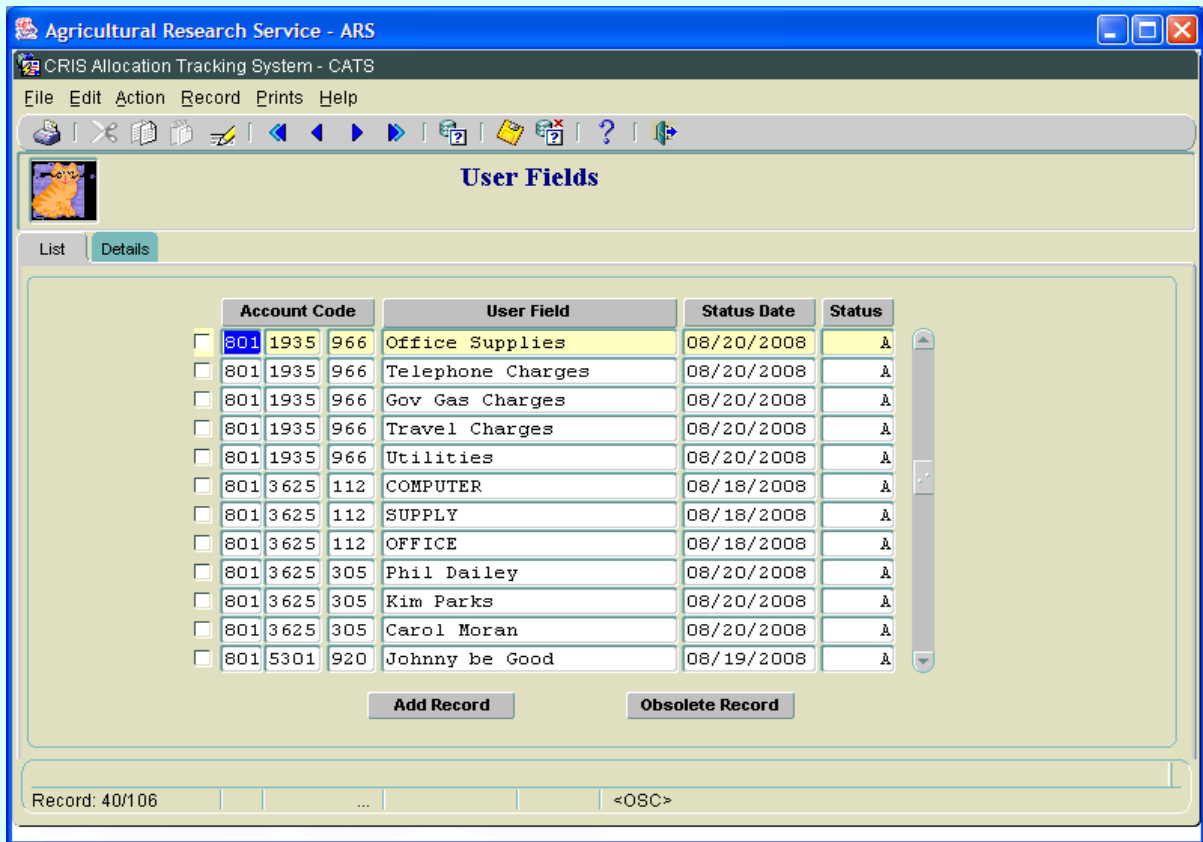 Agricultural Research Service - ARS
CRIS Allocation Tracking System - CATS
File Edit Action Record Prints Help
User Fields
List Details
Account Code User Field Status Date Status
801 1935 966 Office Supplies 08/20/2008 A
801 1935 966 Telephone Charges 08/20/2008 A
801 1935 966 Gov Gas Charges 08/20/2008 A
801 1935 966 Travel Charges 08/20/2008 A
801 1935 966 Utilities 08/20/2008 A
801 3625 112 COMPUTER 08/18/2008 A
801 3625 112 SUPPLY 08/18/2008 A
801 3625 112 OFFICE 08/18/2008 A
801 3625 305 Phil Dailey 08/20/2008 A
801 3625 305 Kim Parks 08/20/2008 A
801 3625 305 Carol Moran 08/20/2008 A
801 5301 920 Johnny be Good 08/19/2008 A
Add Record Obsolete Record
Record: 40/106 ... <OSC>